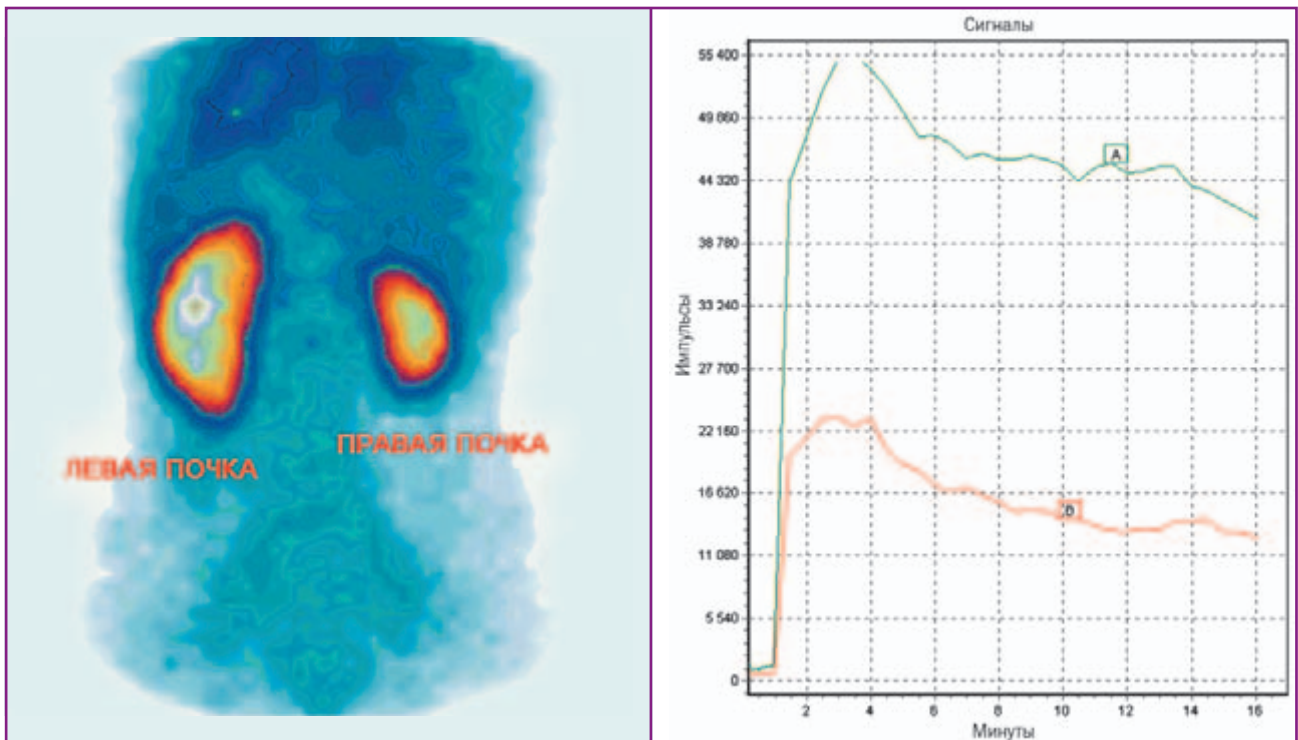 ЛЕВАЯ ПОЧКА
ПРАВАЯ ПОЧКА
Сигналы
55 400
49 860
44 320
38 780
33 240
27 700
22 160
16 620
11 080
5 540
0
Импульсы
A
B
2 4 6 8 10 12 14 16
Минуты